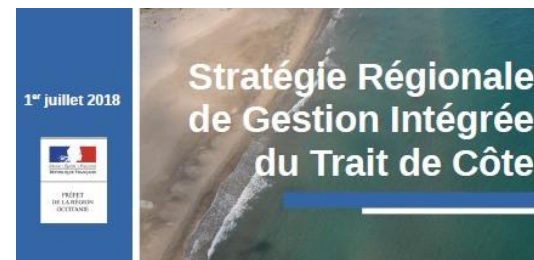 1er juillet 2018
PRÉFET
DE LA RÉGION
OCCITANIE
Stratégie Régionale
de Gestion Intégrée
du Trait de Côte